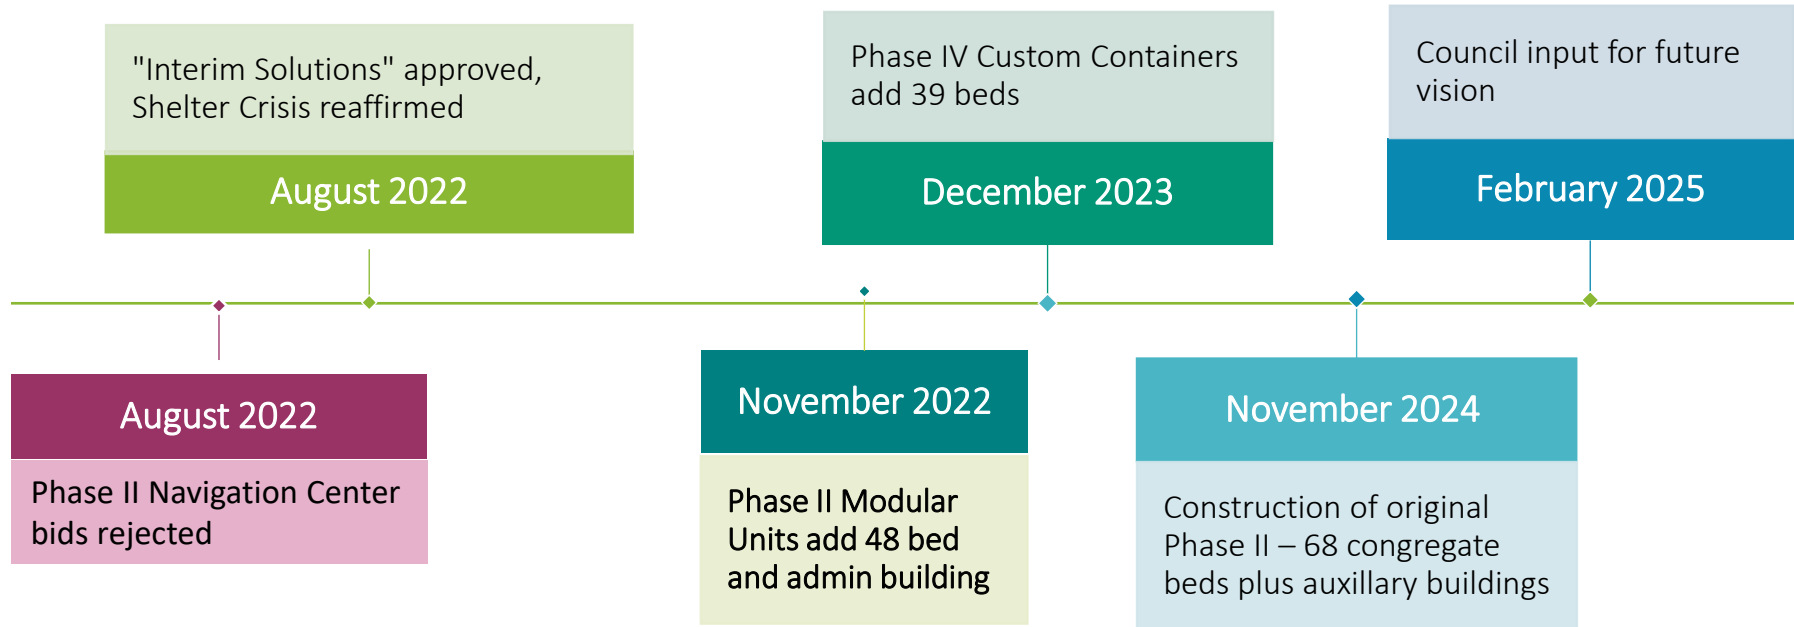 "Interim Solutions" approved,
Shelter Crisis reaffirmed
August 2022
Phase IV Custom Containers
add 39 beds
December 2023
Council input for future
vision
February 2025
August 2022
Phase II Navigation Center
bids rejected
November 2022
Phase II Modular
Units add 48 bed
and admin building
November 2024
Construction of original
Phase II – 68 congregate
beds plus auxillary buildings